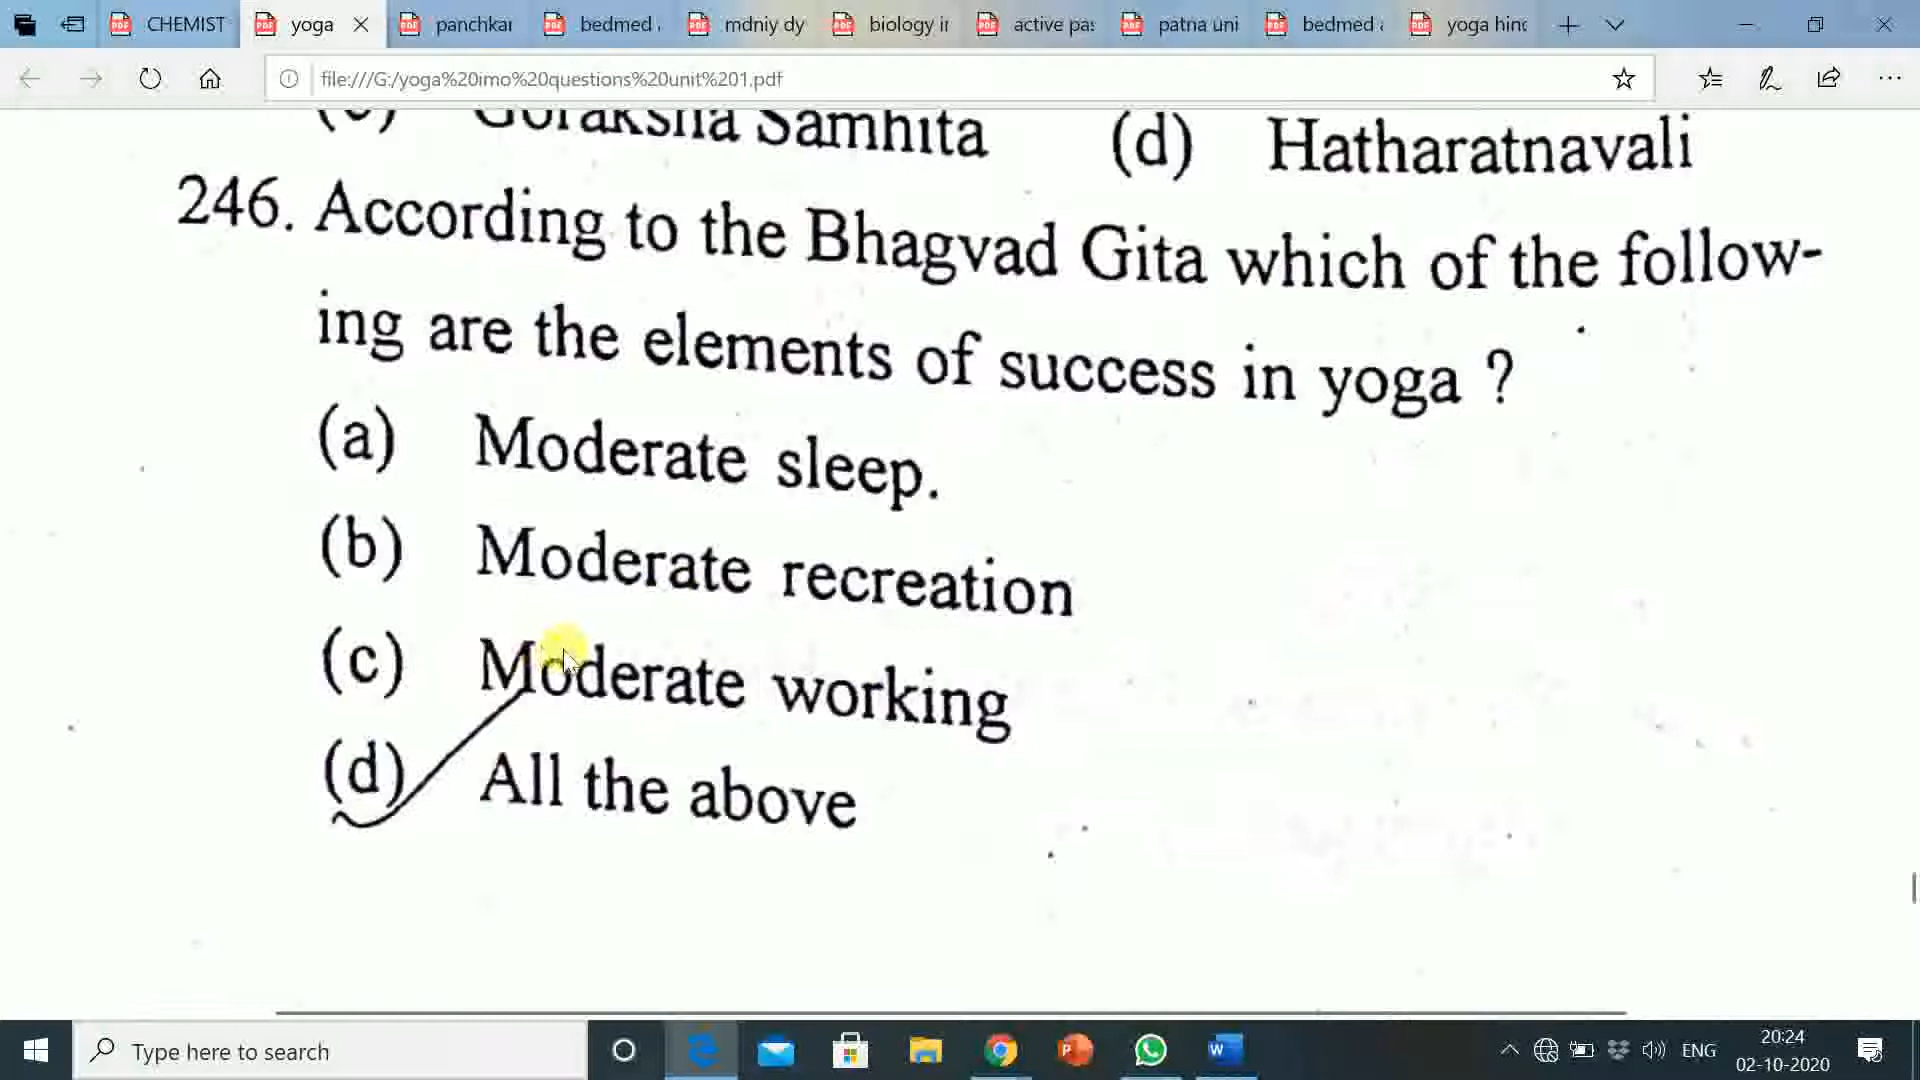 CHEMIST yoga panchkar bedmed mdniy dy biology in active pas patna uni bedmed yoga hind
file:///G:/yoga%20imo%20questions%20unit%201.pdf
(c) Goraksha Samhita (d) Hatharatnavali
246. According to the Bhagvad Gita which of the follow-
ing are the elements of success in yoga ?
(a) Moderate sleep.
(b) Moderate recreation
(c) Moderate working
(d) All the above
Type here to search
ENG
20:24
02-10-2020